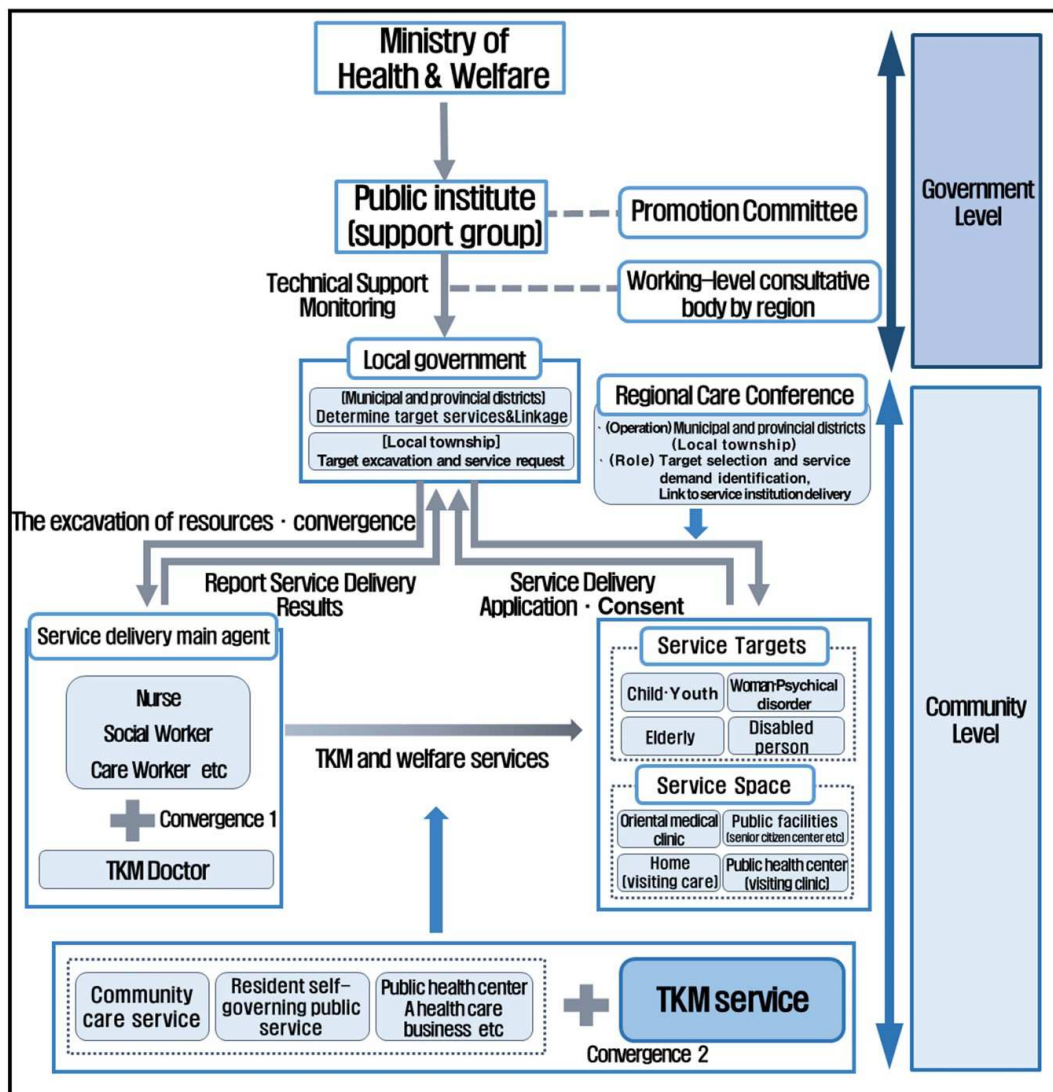 Ministry of
Health & Welfare
Public institute
(support group)
Promotion Committee
Government
Level
Technical Support
Monitoring
Working-level consultative
body by region
Local government
(Municipal and provincial districts)
Determine target services&Linkage
[Local township]
Target excavation and service request
Regional Care Conference
· (Operation) Municipal and provincial districts
(Local township)
· (Role) Target selection and service
demand identification,
Link to service institution delivery
The excavation of resources · convergence
Report Service Delivery
Results
Service Delivery
Application · Consent
Service delivery main agent
Nurse
Social Worker
Care Worker etc
Convergence 1
TKM Doctor
TKM and welfare services
Service Targets
Child·Youth
Woman·Psychical
disorder
Elderly
Disabled
person
Service Space
Oriental medical
clinic
Public facilities
(senior citizen center etc)
Home
(visiting care)
Public health center
(visiting clinic)
Community
Level
Community
care service
Resident self-
governing public
service
Public health center
A health care
business etc
TKM service
Convergence 2